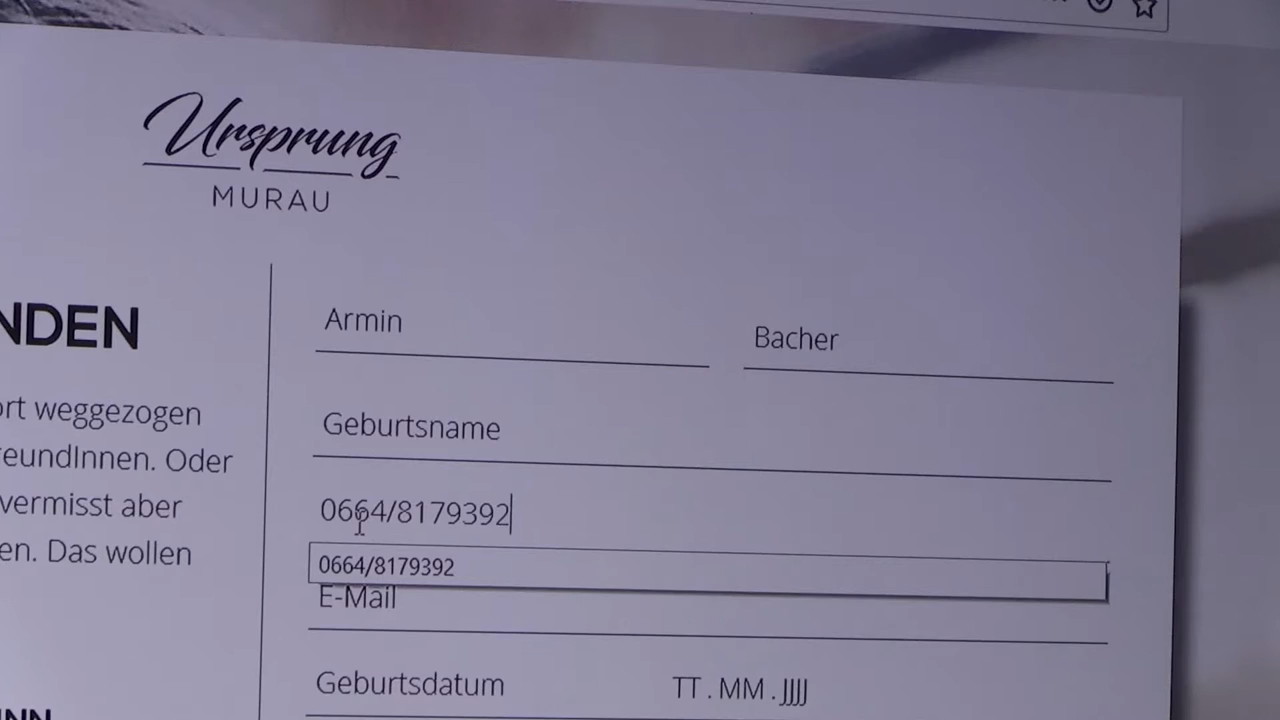 Ursprung
MURAU
NDEN
ort weggezogen
reundInnen. Oder
vermisst aber
en. Das wollen
Armin
Bacher
Geburtsname
0664/8179392
0664/8179392
E-Mail
Geburtsdatum
TT . MM . JJJJ